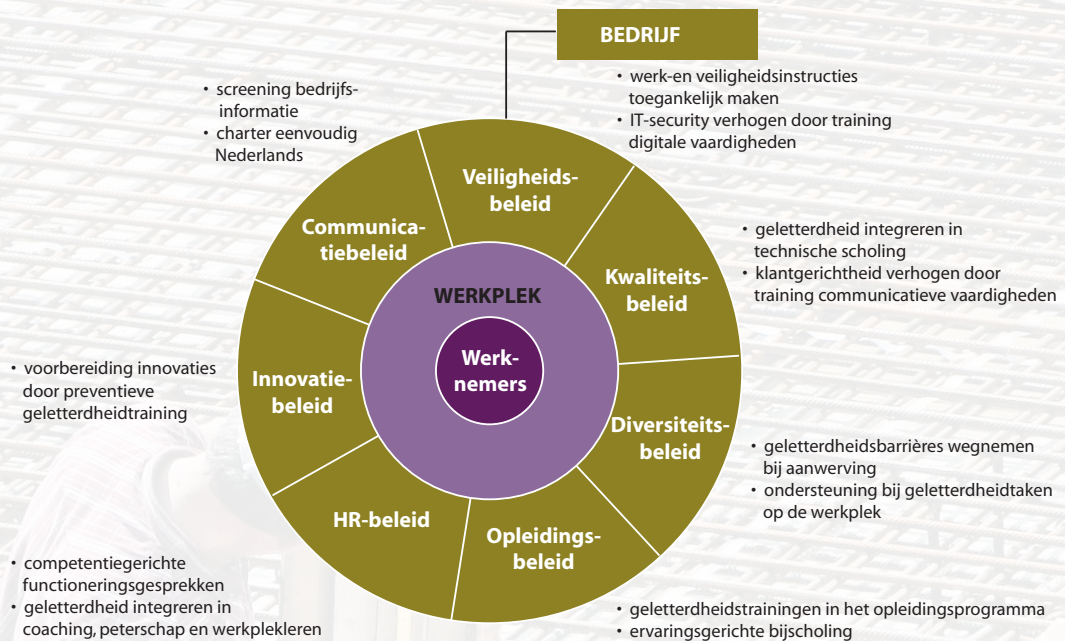 BEDRIJF
• werk-en veiligheidsinstructies
toegankelijk maken
• IT-security verhogen door training
digitale vaardigheden
• screening bedrijfs-
informatie
• charter eenvoudig
Nederlands
Veiligheids-
beleid
Communica-
tiebeleid
• geletterdheid integreren in
technische scholing
• klantgerichtheid verhogen door
training communicatieve vaardigheden
Kwaliteits-
beleid
WERKPLEK
Werk-
nemers
• voorbereiding innovaties
door preventieve
geletterdheidtraining
Innovatie-
beleid
Diversiteits-
beleid
• geletterdheidsbarrières wegnemen
bij aanwerving
• ondersteuning bij geletterdheidtaken
op de werkplek
HR-beleid
Opleidings-
beleid
• competentiegerichte
functioneringsgesprekken
• geletterdheid integreren in
coaching, peterschap en werkplekleren
• geletterdheidstrainingen in het opleidingsprogramma
• ervaringsgerichte bijscholing